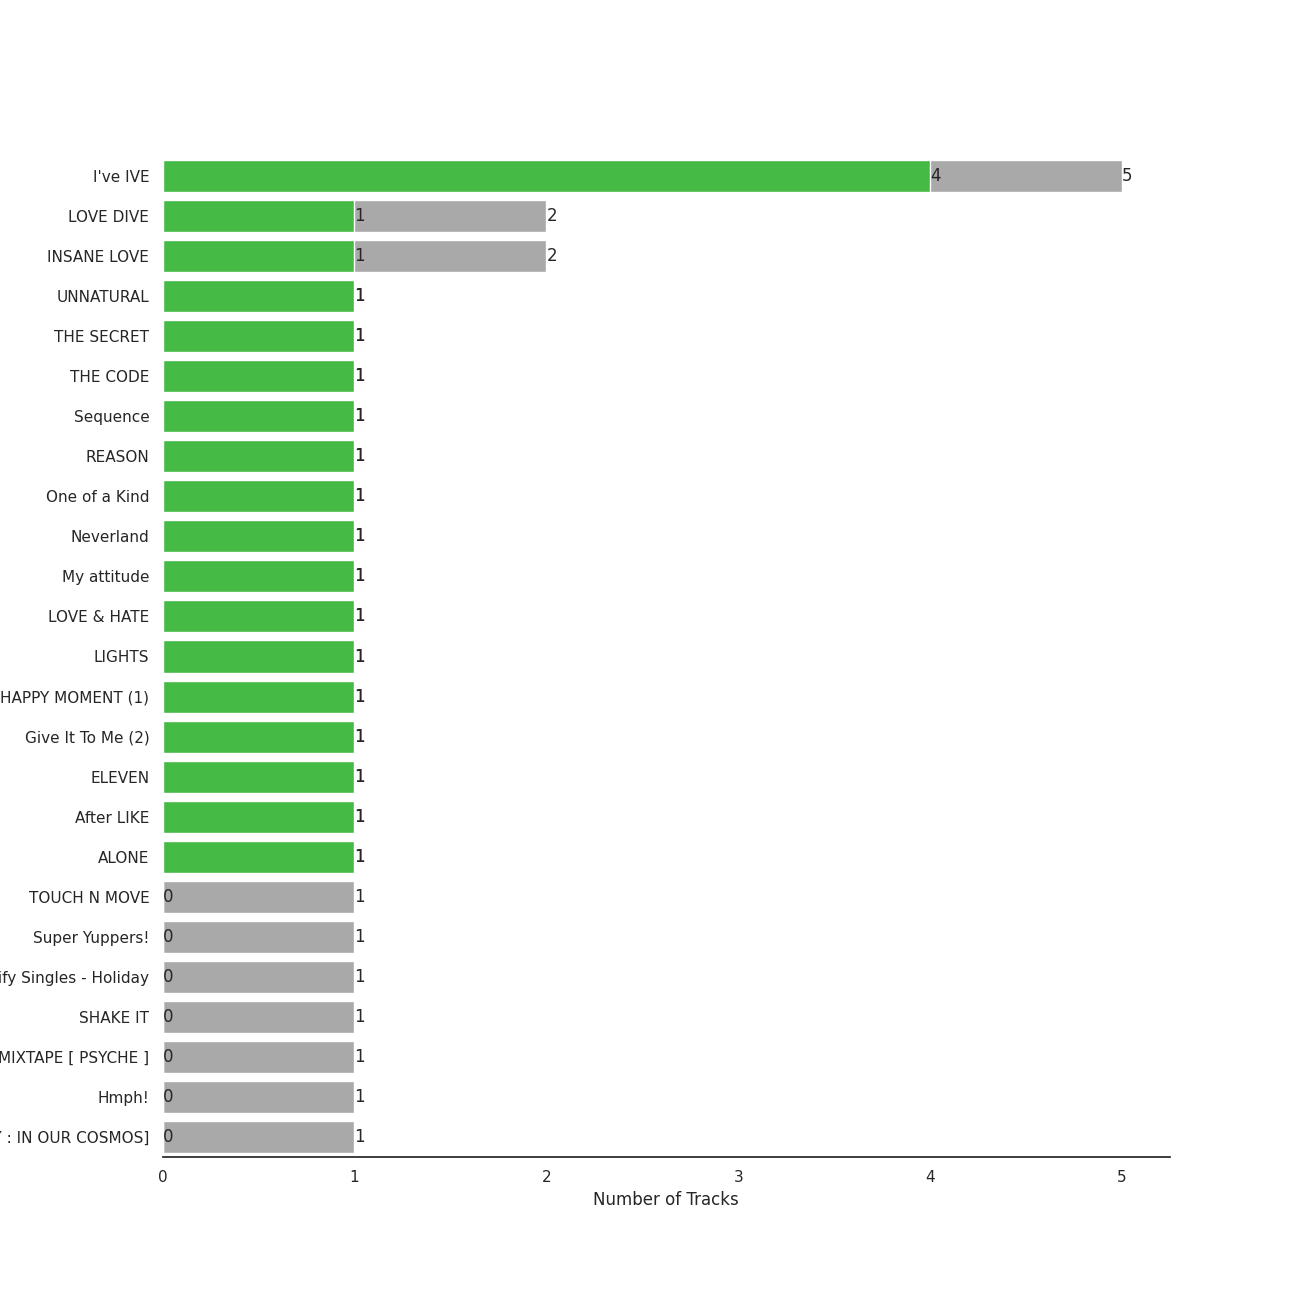 I've IVE 4 5
LOVE DIVE 1 2
INSANE LOVE 1 2
UNNATURAL 1
THE SECRET 1
THE CODE 1
Sequence 1
REASON 1
One of a Kind 1
Neverland 1
My attitude 1
LOVE & HATE 1
LIGHTS 1
HAPPY MOMENT (1) 1
Give It To Me (2) 1
ELEVEN 1
After LIKE 1
ALONE 1
TOUCH N MOVE 0 1
Super Yuppers! 0 1
ify Singles - Holiday 0 1
SHAKE IT 0 1
MIXTAPE [ PSYCHE ] 0 1
Hmph! 0 1
: IN OUR COSMOS] 0 1
0 1 2 3 4 5
Number of Tracks